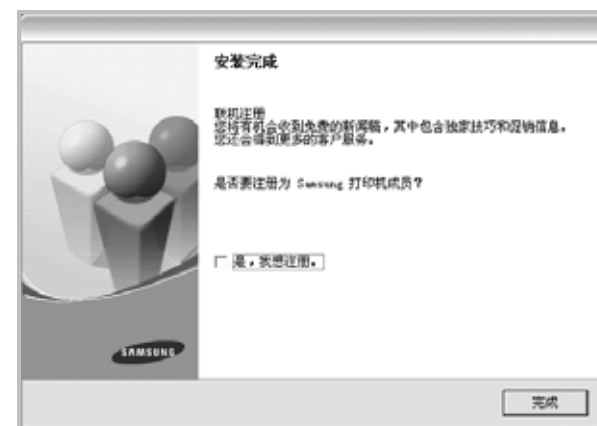 安装完成
联机注册
您将有机会收到免费的新闻稿，其中包含独家技巧和促销信息。
您还会得到更多的客户服务。
是否要注册为 Samsung 打印机成员？
是，我想注册。
SAMSUNG
完成